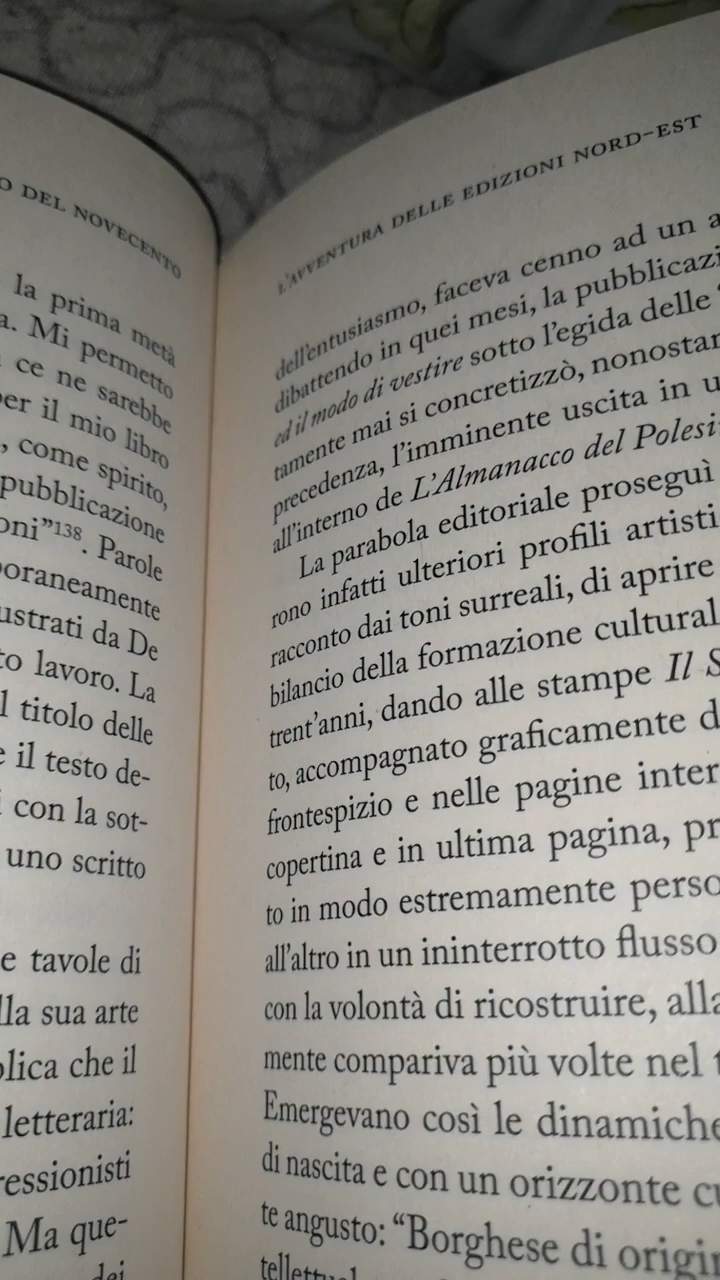 DEL NOVECENTO
la prima metà
Mi permetto
ce ne sarebbe
per il mio libro
, come spirito,
pubblicazione
oni”138. Parole
poraneamente
ustrati da De
to lavoro. La
l titolo delle
e il testo de-
con la sot-
uno scritto
e tavole di
lla sua arte
blica che il
letteraria:
ressionisti
Ma que-
dei
L’AVVENTURA DELLE EDIZIONI NORD-EST
dell’entusiasmo, faceva cenno ad un a
dibattendo in quei mesi, la pubblicazi
ed il modo di vestire sotto l’egida delle “
tamente mai si concretizzò, nonostan
precedenza, l’imminente uscita in u
all’interno de L’Almanacco del Polesi
La parabola editoriale proseguì
rono infatti ulteriori profili artisti
racconto dai toni surreali, di aprire
bilancio della formazione cultural
trent’anni, dando alle stampe Il S
to, accompagnato graficamente d
frontespizio e nelle pagine inter
copertina e in ultima pagina, pr
to in modo estremamente perso
all’altro in un ininterrotto flusso
con la volontà di ricostruire, alla
mente compariva più volte nel t
Emergevano così le dinamiche
di nascita e con un orizzonte cu
te angusto: “Borghese di origin
tellettual